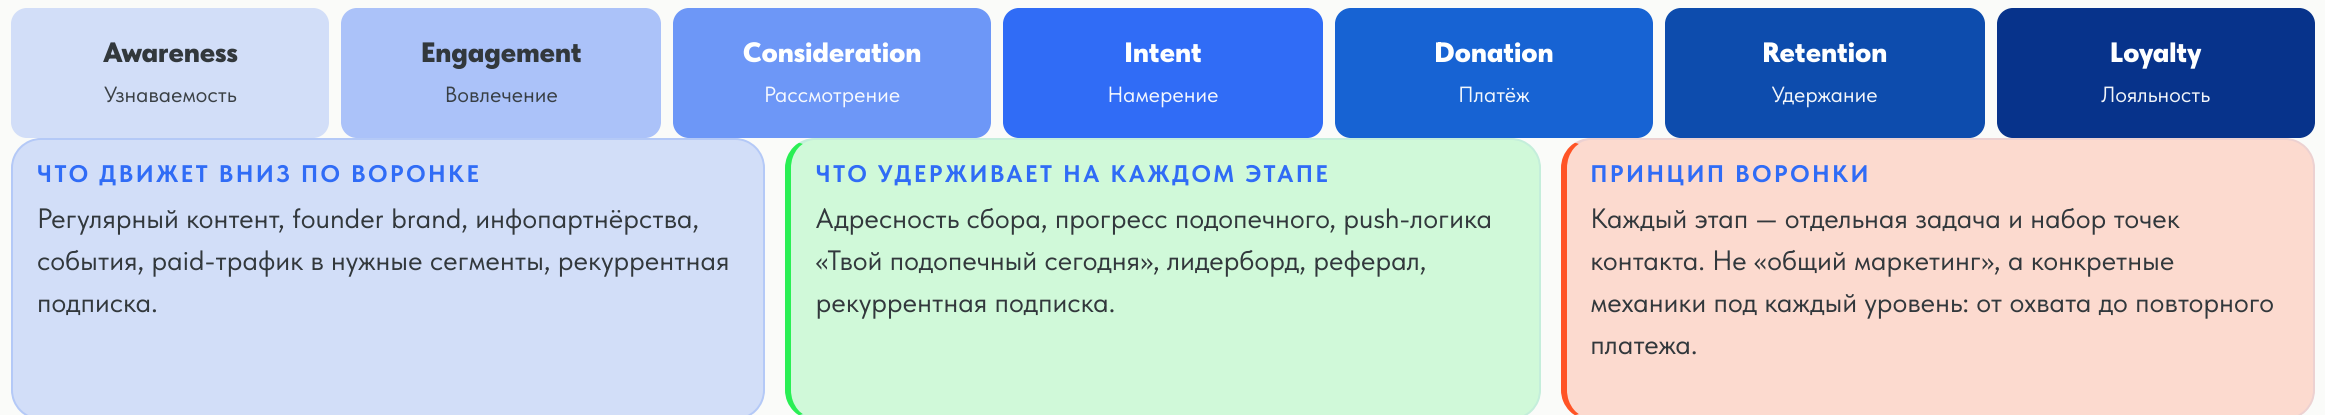 Awareness
Узнаваемость
Engagement
Вовлечение
Consideration
Рассмотрение
Intent
Намерение
Donation
Платёж
Retention
Удержание
Loyalty
Лояльность
ЧТО ДВИЖЕТ ВНИЗ ПО ВОРОНКЕ
Регулярный контент, founder brand, инфопартнёрства,
события, paid-трафик в нужные сегменты, рекуррентная
подписка.
ЧТО УДЕРЖИВАЕТ НА КАЖДОМ ЭТАПЕ
Адресность сбора, прогресс подопечного, push-логика
«Твой подопечный сегодня», лидерборд, реферал,
рекуррентная подписка.
ПРИНЦИП ВОРОНКИ
Каждый этап — отдельная задача и набор точек
контакта. Не «общий маркетинг», а конкретные
механики под каждый уровень: от охвата до повторного
платежа.